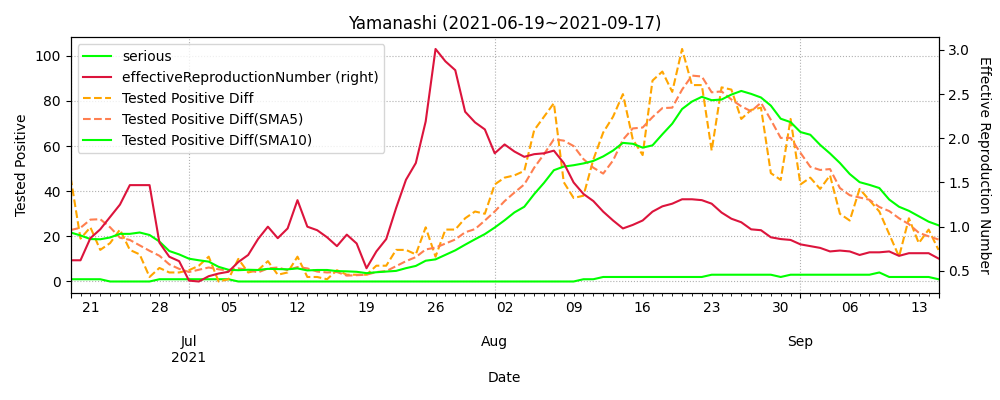 Yamanashi (2021-06-19~2021-09-17)
serious
effectiveReproductionNumber (right)
Tested Positive Diff
Tested Positive Diff(SMA5)
Tested Positive Diff(SMA10)
Tested Positive
100
80
60
40
20
0
3.0
2.5
2.0
1.5
1.0
0.5
Effective Reproduction Number
21 28 05 12 19 26 02 09 16 23 30 06 13
Jul Aug Sep
2021
Date